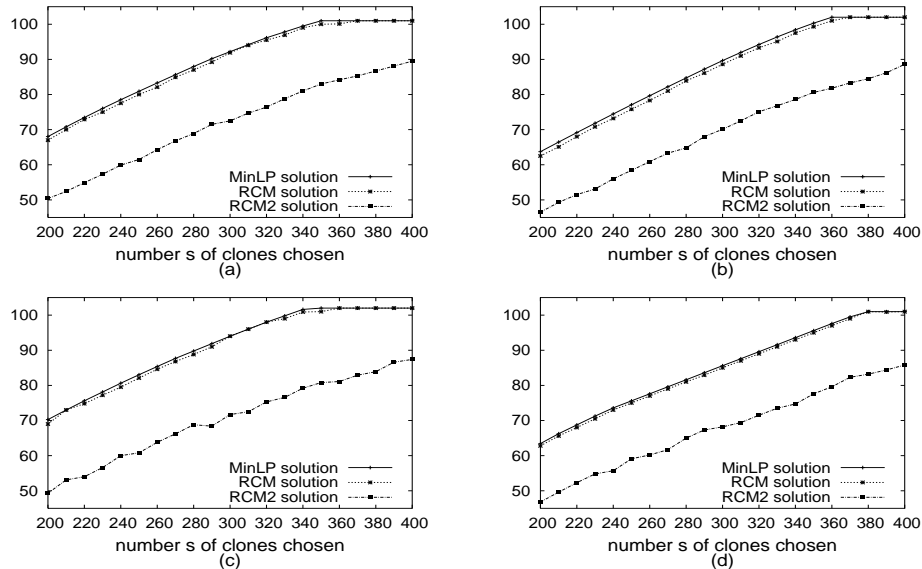 100
90
80
70
60
50
MinLP solution
RCM solution
RCM2 solution
200 220 240 260 280 300 320 340 360 380 400
number s of clones chosen
(a)
100
90
80
70
60
50
MinLP solution
RCM solution
RCM2 solution
200 220 240 260 280 300 320 340 360 380 400
number s of clones chosen
(b)
100
90
80
70
60
50
MinLP solution
RCM solution
RCM2 solution
200 220 240 260 280 300 320 340 360 380 400
number s of clones chosen
(c)
100
90
80
70
60
50
MinLP solution
RCM solution
RCM2 solution
200 220 240 260 280 300 320 340 360 380 400
number s of clones chosen
(d)